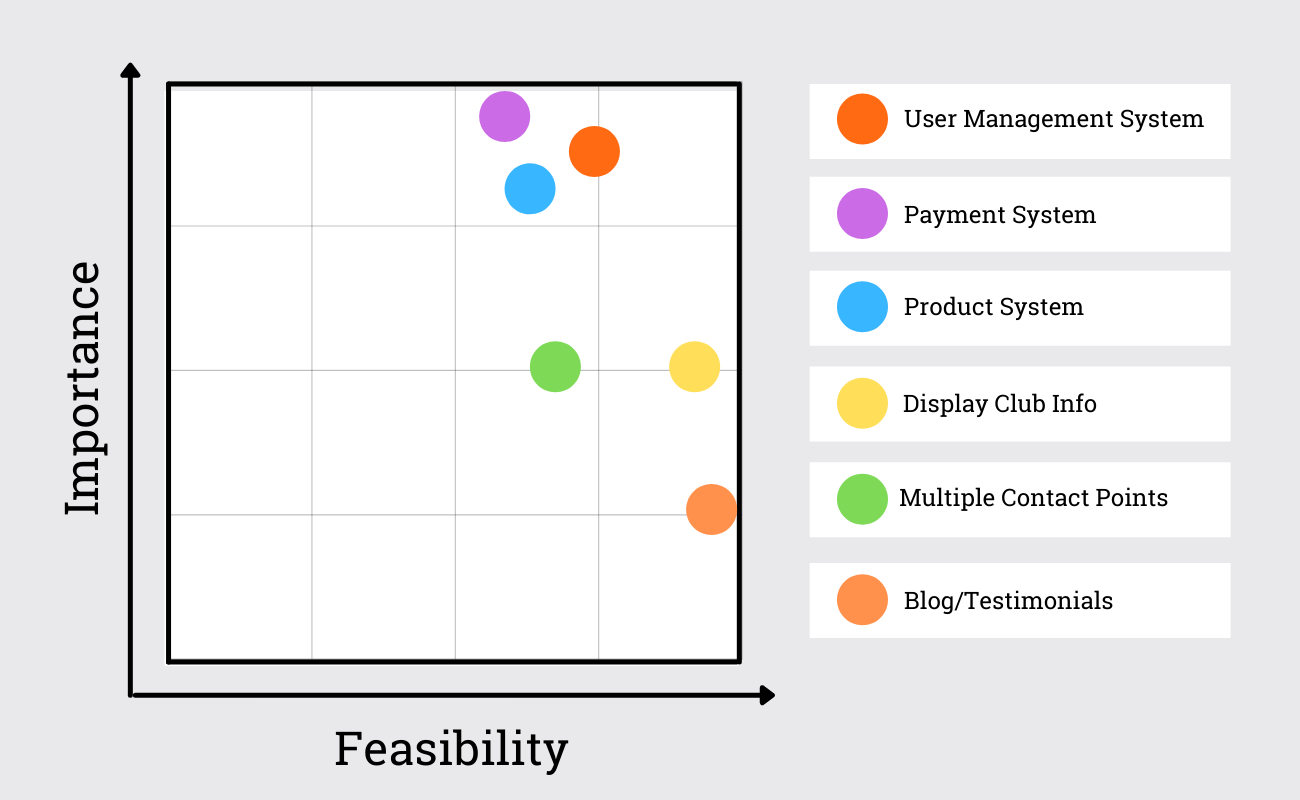 Importance
Feasibility
User Management System
Payment System
Product System
Display Club Info
Multiple Contact Points
Blog/Testimonials